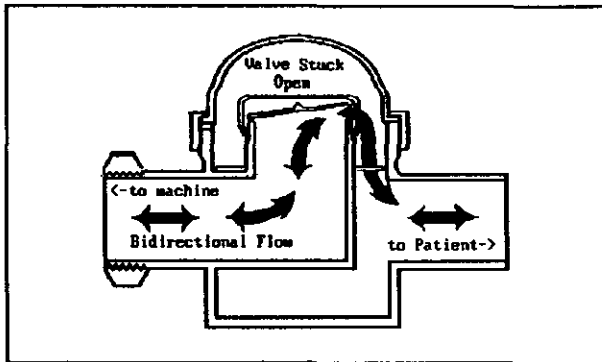 Valve Stuck
Open
<-to machine
Bidirectional Flow
to Patient->